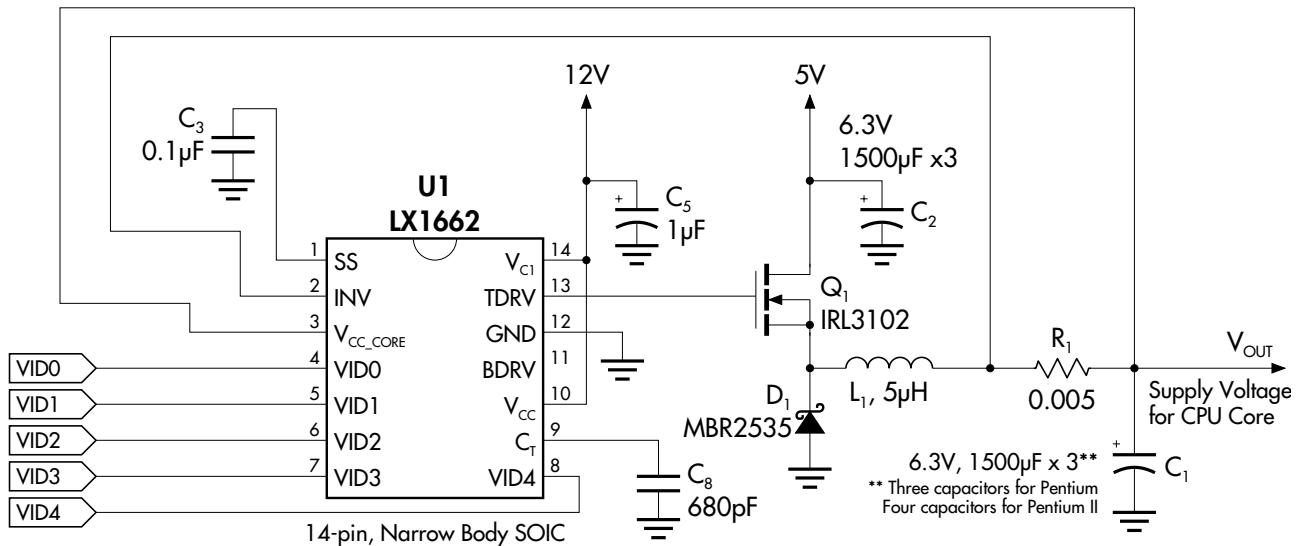 12V
5V
C3
0.1µF
6.3V
1500µF x3
U1
LX1662
+
C5
1µF
+
C2
1
SS
2
INV
3
VCC_CORE
4
VID0
5
VID1
6
VID2
7
VID3
14
VC1
13
TDRV
12
GND
11
BDRV
10
VCC
9
CT
8
VID4
VID0
VID1
VID2
VID3
VID4
Q1
IRL3102
L1, 5µH
R1
0.005
VOUT
Supply Voltage
for CPU Core
D1
MBR2535
C8
680pF
+
C1
6.3V, 1500µF x 3**
** Three capacitors for Pentium
Four capacitors for Pentium II
14-pin, Narrow Body SOIC